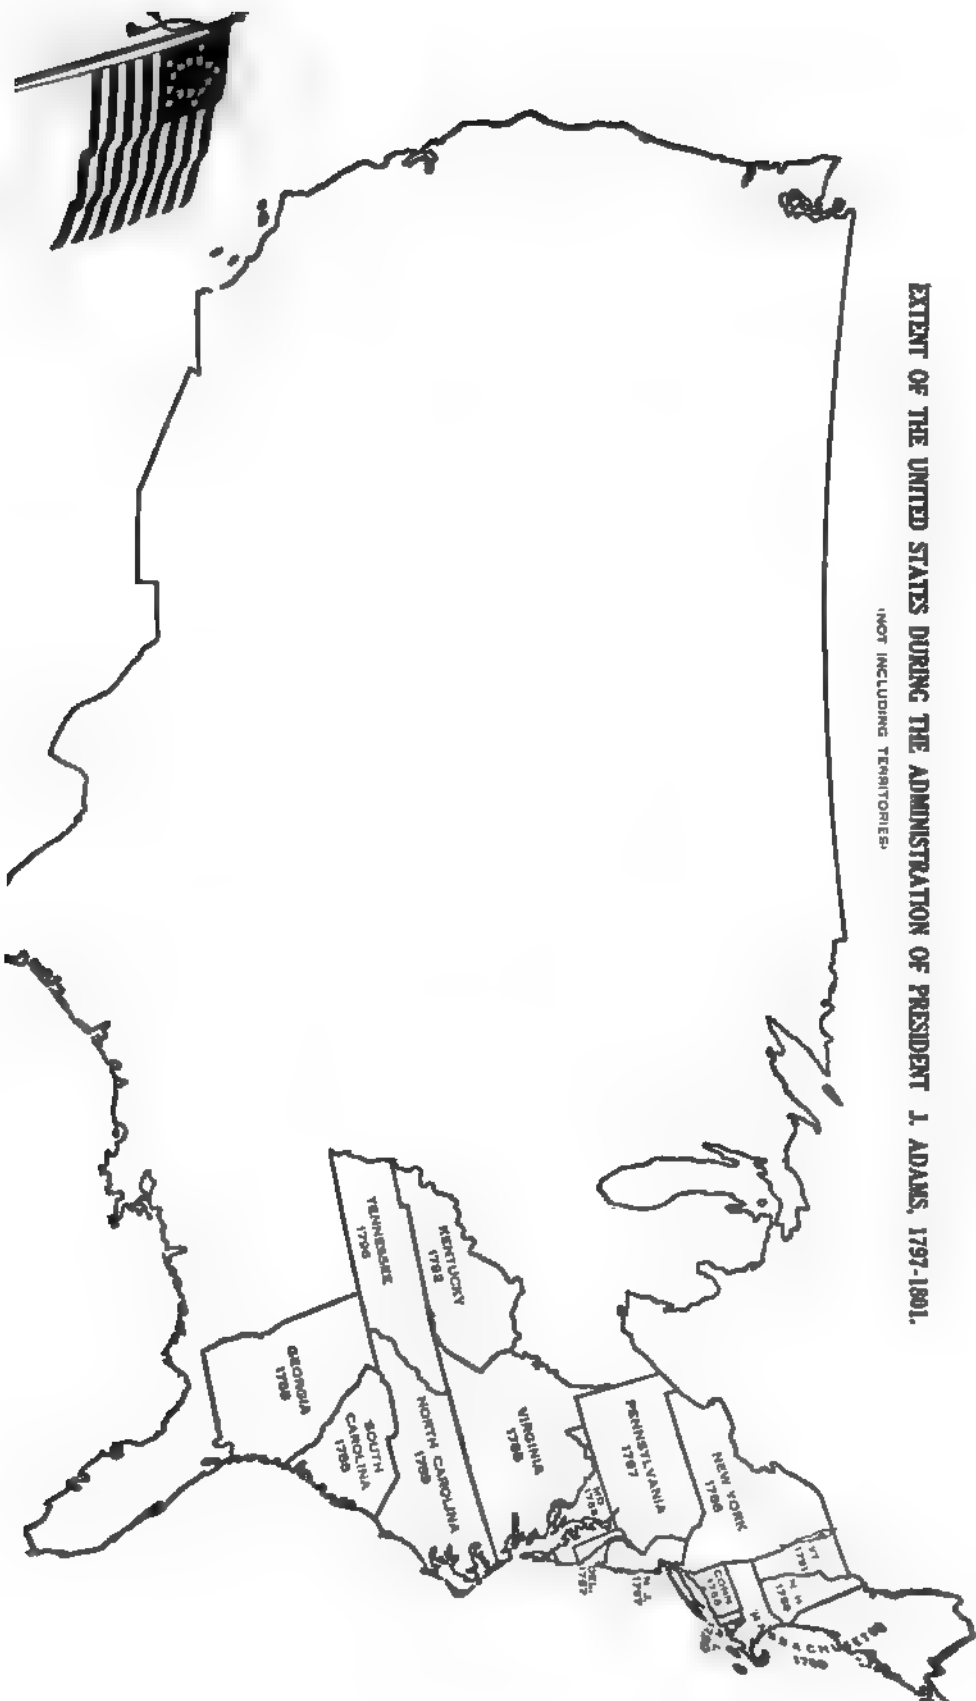 EXTENT OF THE UNITED STATES DURING THE ADMINISTRATION OF PRESIDENT J. ADAMS, 1797-1801.
(NOT INCLUDING TERRITORIES)
KENTUCKY
1792
TENNESSEE
1796
GEORGIA
1788
SOUTH
CAROLINA
NORTH CAROLINA
1789
VIRGINIA
1788
PENNSYLVANIA
1787
NEW YORK
1788
MD
1788
DEL
1787
N.J.
1787
CONN
1788
VT
1791
N H
1788
MASSACHUSETTS
1788